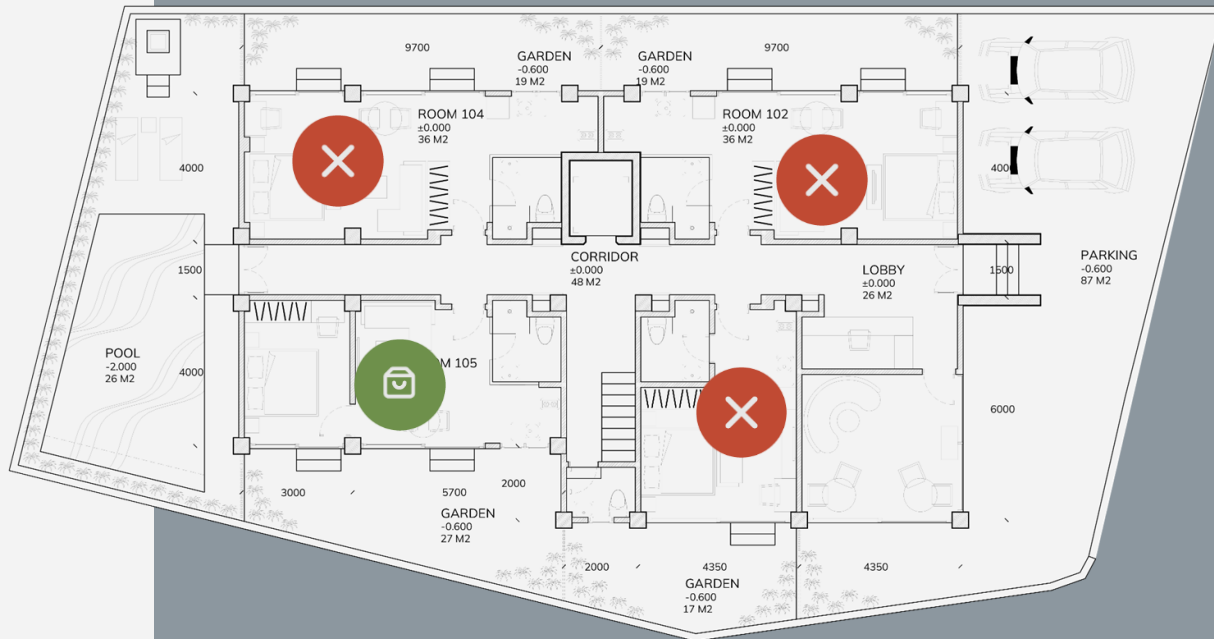 9700
GARDEN
-0.600
19 M2
GARDEN
-0.600
19 M2
9700
ROOM 104
±0.000
36 M2
ROOM 102
±0.000
36 M2
4000
400
1500
CORRIDOR
±0.000
48 M2
LOBBY
±0.000
26 M2
1500
PARKING
-0.600
87 M2
POOL
-2.000
26 M2
4000
OM 105
6000
3000
5700
2000
GARDEN
-0.600
27 M2
2000
4350
4350
GARDEN
-0.600
17 M2